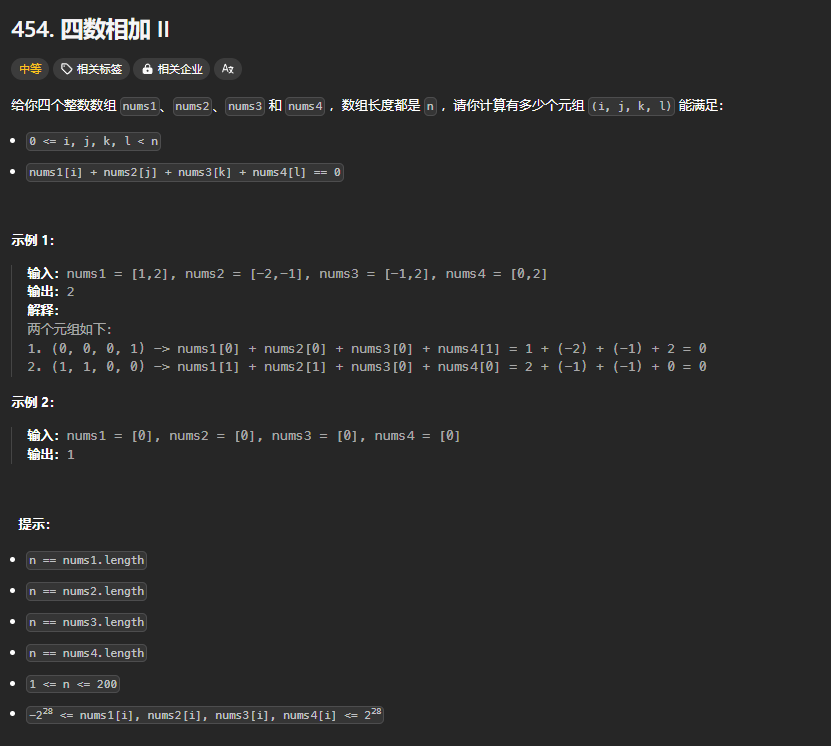 454. 四数相加 II
中等 相关标签 相关企业 Aな
给你四个整数数组 nums1、nums2、nums3 和 nums4 ，数组长度都是 n ，请你计算有多少个元组 (i, j, k, l) 能满足：
0 <= i, j, k, l < n
nums1[i] + nums2[j] + nums3[k] + nums4[l] == 0
示例 1：
输入：nums1 = [1,2], nums2 = [-2,-1], nums3 = [-1,2], nums4 = [0,2]
输出：2
解释：
两个元组如下：
1. (0, 0, 0, 1) -> nums1[0] + nums2[0] + nums3[0] + nums4[1] = 1 + (-2) + (-1) + 2 = 0
2. (1, 1, 0, 0) -> nums1[1] + nums2[1] + nums3[0] + nums4[0] = 2 + (-1) + (-1) + 0 = 0
示例 2：
输入：nums1 = [0], nums2 = [0], nums3 = [0], nums4 = [0]
输出：1
提示：
n == nums1.length
n == nums2.length
n == nums3.length
n == nums4.length
1 <= n <= 200
-2²⁸ <= nums1[i], nums2[i], nums3[i], nums4[i] <= 2²⁸